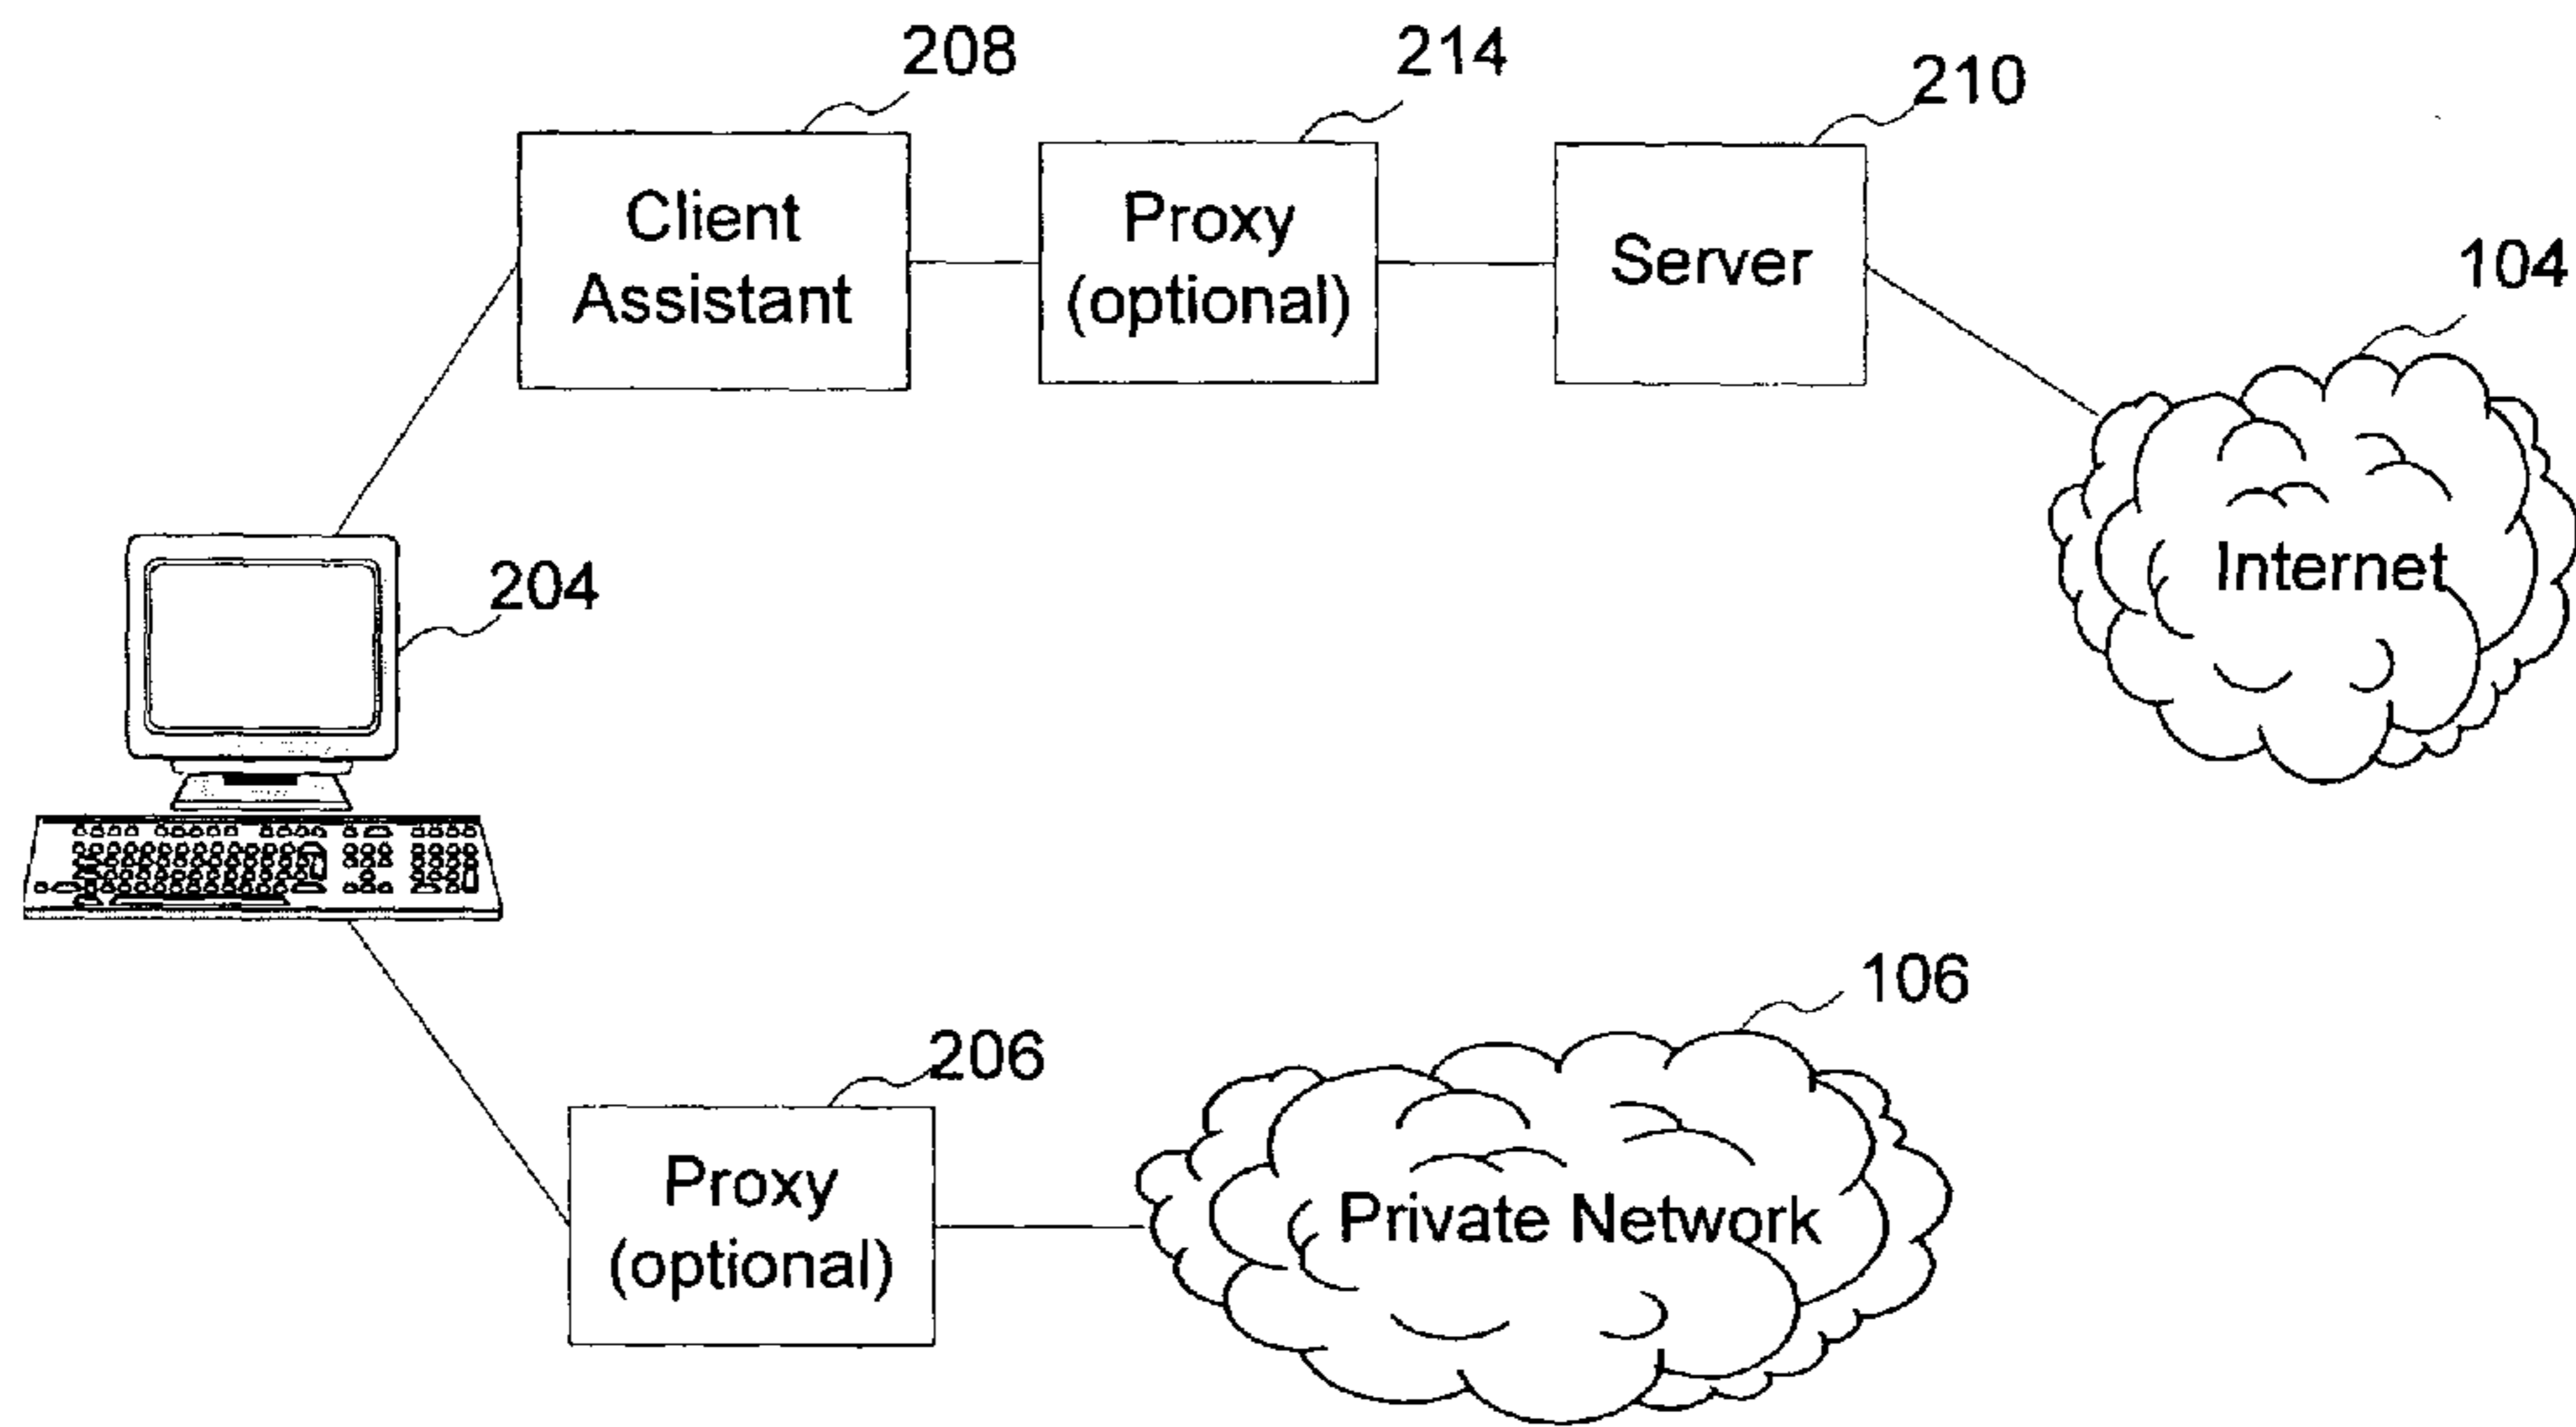 208
214
210
Client
Assistant
Proxy
(optional)
Server
104
Internet
204
106
206
Proxy
(optional)
Private Network